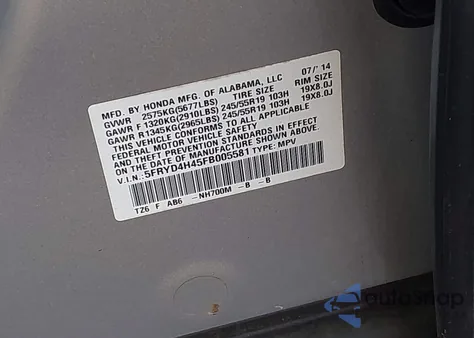 MFD. BY HONDA MFG. OF ALABAMA, LLC 07/'14
GVWR 2575KG(5677LBS) TIRE SIZE RIM SIZE
GAWR F 1320KG(2910LBS) 245/55R19 103H 19X8.0J
GAWR R1345KG(2965LBS) 245/55R19 103H 19X8.0J
THIS VEHICLE CONFORMS TO ALL APPLICABLE
FEDERAL MOTOR VEHICLE SAFETY, BUMPER,
AND THEFT PREVENTION STANDARDS IN EFFECT
ON THE DATE OF MANUFACTURE SHOWN ABOVE.
V.I.N.: 5FRYD4H45FB005581 TYPE: MPV
TZ6 F AB6 -NH700M -B -B
autoSnap